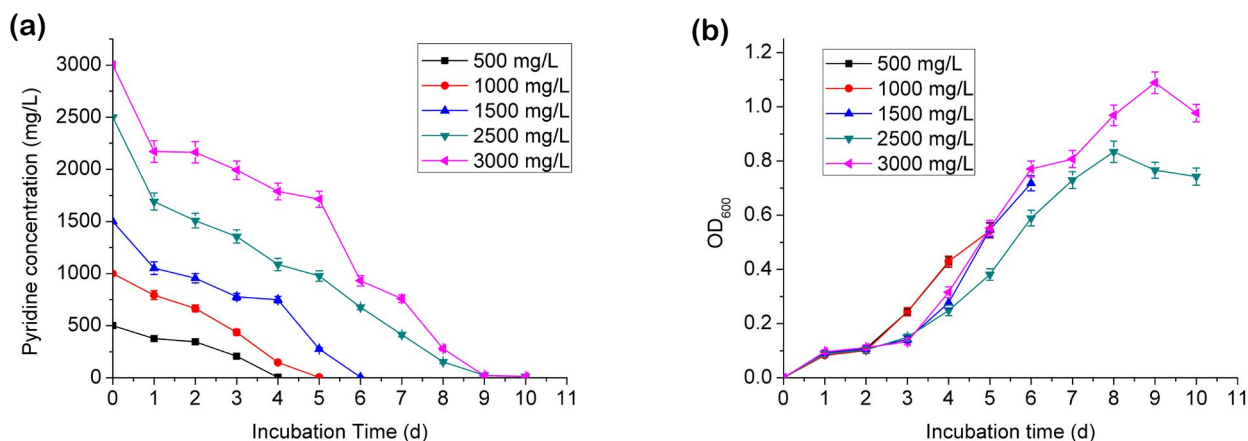 (a)
500 mg/L
1000 mg/L
1500 mg/L
2500 mg/L
3000 mg/L
Pyridine concentration (mg/L)
3000
2500
2000
1500
1000
500
0
0 1 2 3 4 5 6 7 8 9 10 11
Incubation Time (d)
(b)
500 mg/L
1000 mg/L
1500 mg/L
2500 mg/L
3000 mg/L
OD600
1.2
1.0
0.8
0.6
0.4
0.2
0.0
0 1 2 3 4 5 6 7 8 9 10 11
Incubation time (d)